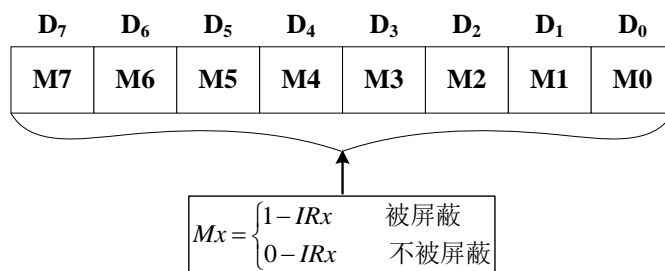 D₇ D₆ D₅ D₄ D₃ D₂ D₁ D₀
M7 M6 M5 M4 M3 M2 M1 M0
Mx = { 1 − IRx 被屏蔽
0 − IRx 不被屏蔽